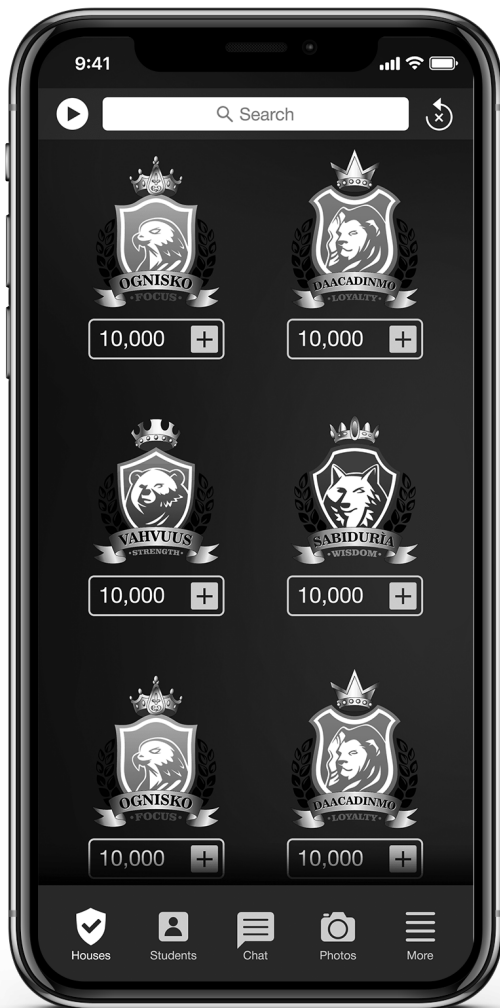 9:41
Search
OGNISKO
·FOCUS·
DAACADINMO
·LOYALTY·
10,000 +
10,000 +
VAHVUUS
·STRENGTH·
SABIDURÍA
·WISDOM·
10,000 +
10,000 +
OGNISKO
·FOCUS·
DAACADINMO
·LOYALTY·
10,000 +
10,000 +
Houses
Students
Chat
Photos
More